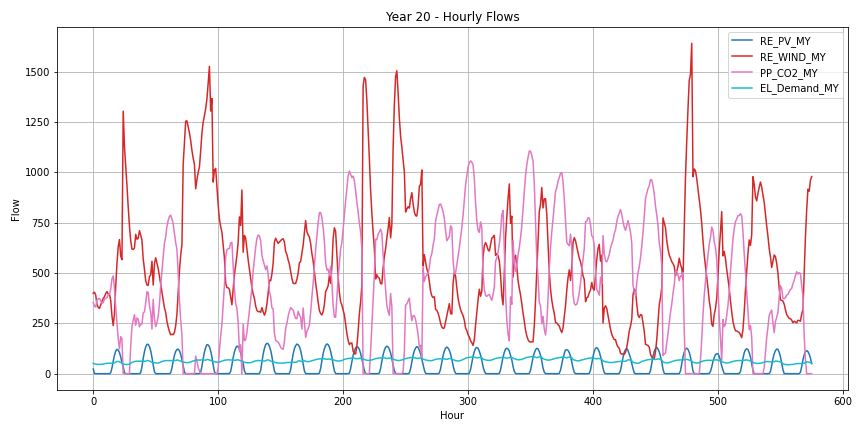 Year 20 - Hourly Flows
RE_PV_MY
RE_WIND_MY
PP_CO2_MY
EL_Demand_MY
Flow
1500
1250
1000
750
500
250
0
0 100 200 300 400 500 600
Hour